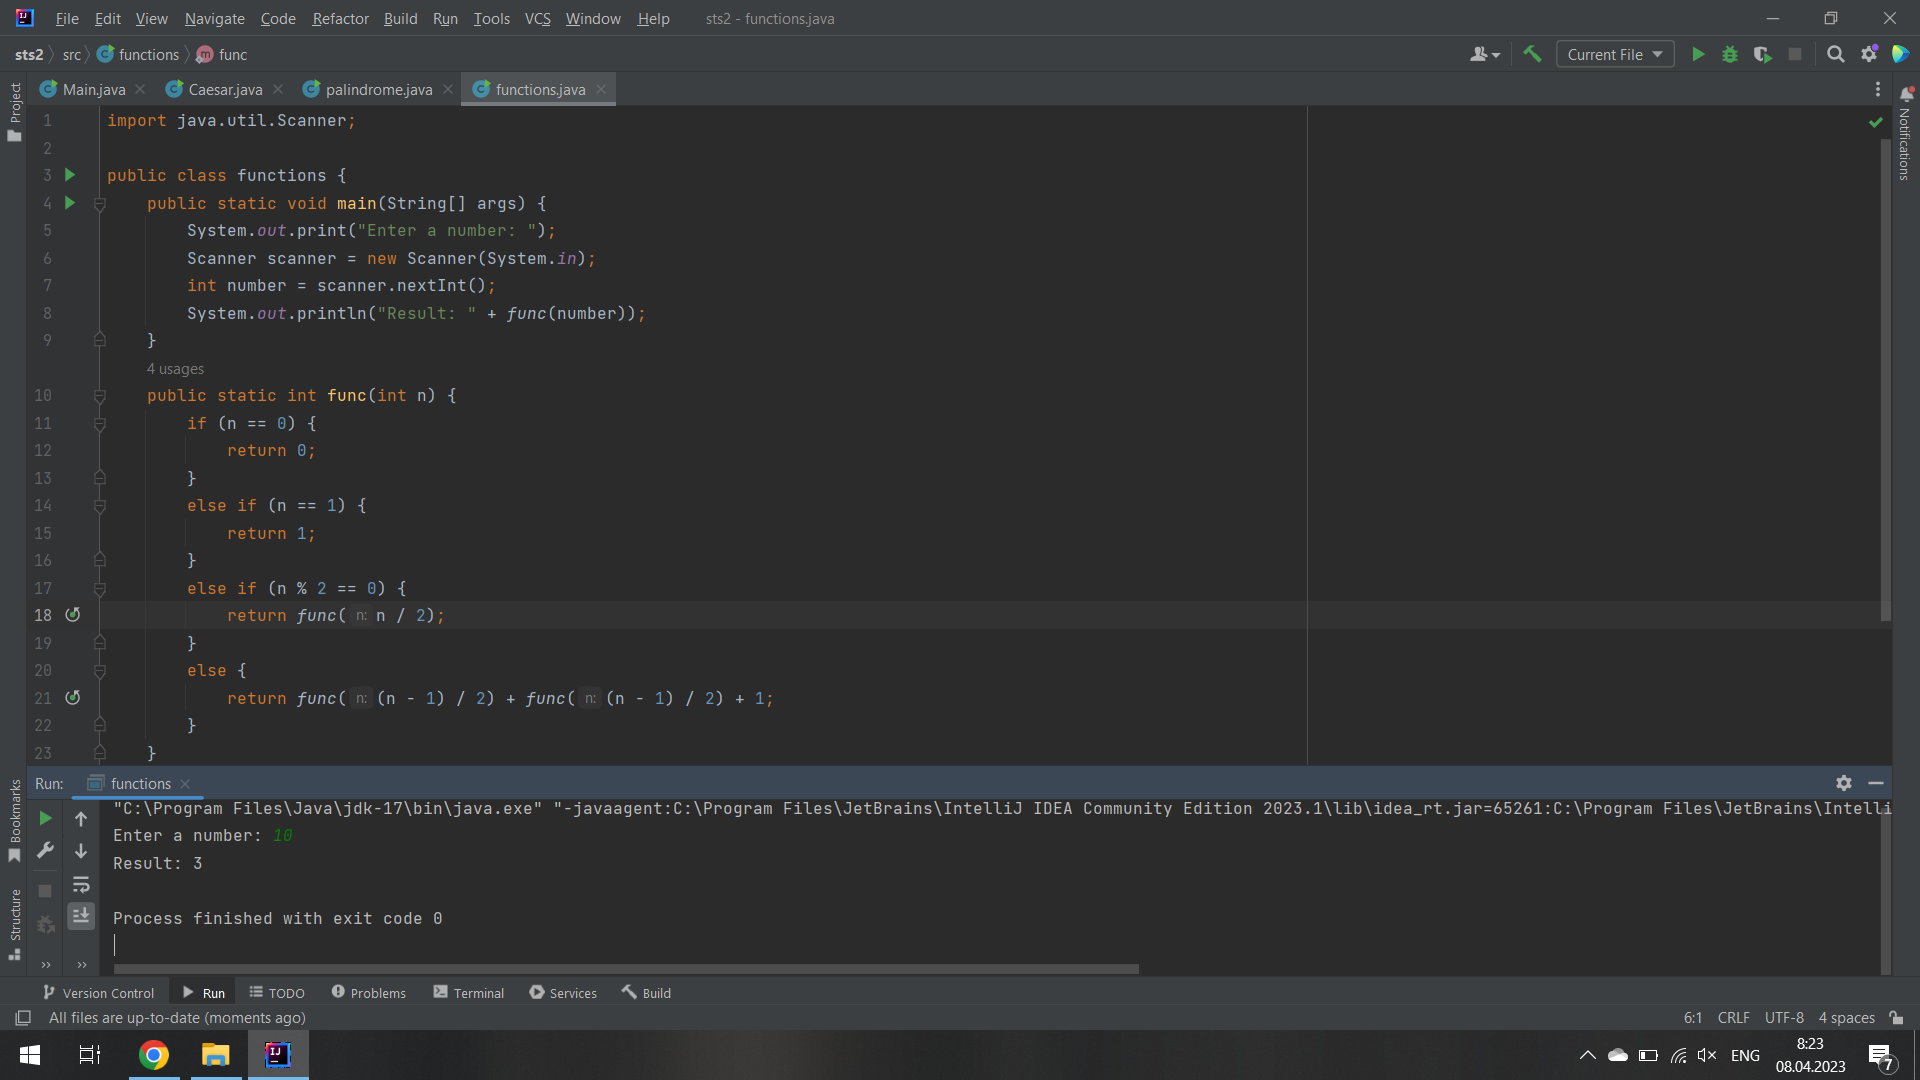 File Edit View Navigate Code Refactor Build Run Tools VCS Window Help sts2 - functions.java
sts2 src functions func Current File
Main.java Caesar.java palindrome.java functions.java
Project
Notifications
1 import java.util.Scanner;
2
3 public class functions {
4 public static void main(String[] args) {
5 System.out.print("Enter a number: ");
6 Scanner scanner = new Scanner(System.in);
7 int number = scanner.nextInt();
8 System.out.println("Result: " + func(number));
9 }
4 usages
10 public static int func(int n) {
11 if (n == 0) {
12 return 0;
13 }
14 else if (n == 1) {
15 return 1;
16 }
17 else if (n % 2 == 0) {
18 return func( n: n / 2);
19 }
20 else {
21 return func( n: (n - 1) / 2) + func( n: (n - 1) / 2) + 1;
22 }
23 }
Run: functions
Bookmarks
Structure
"C:\Program Files\Java\jdk-17\bin\java.exe" "-javaagent:C:\Program Files\JetBrains\IntelliJ IDEA Community Edition 2023.1\lib\idea_rt.jar=65261:C:\Program Files\JetBrains\Intelli
Enter a number: 10
Result: 3
Process finished with exit code 0
Version Control Run TODO Problems Terminal Services Build
All files are up-to-date (moments ago) 6:1 CRLF UTF-8 4 spaces
ENG 8:23
08.04.2023 7